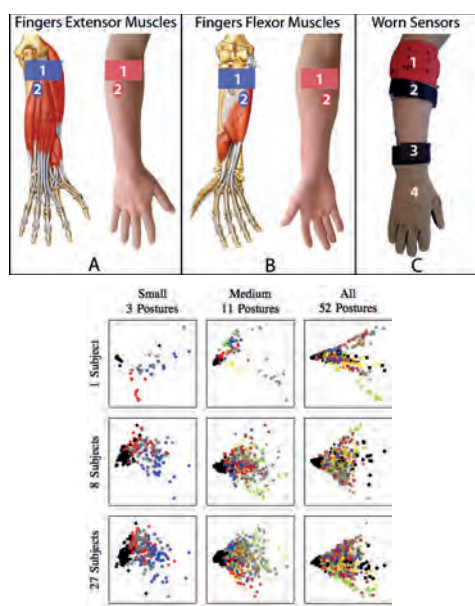 Fingers Extensor Muscles
Fingers Flexor Muscles
Worn Sensors
1
2
1
2
1
2
1
2
1
2
3
4
A
B
C
Small
3 Postures
Medium
11 Postures
All
52 Postures
1 Subject
8 Subjects
27 Subjects